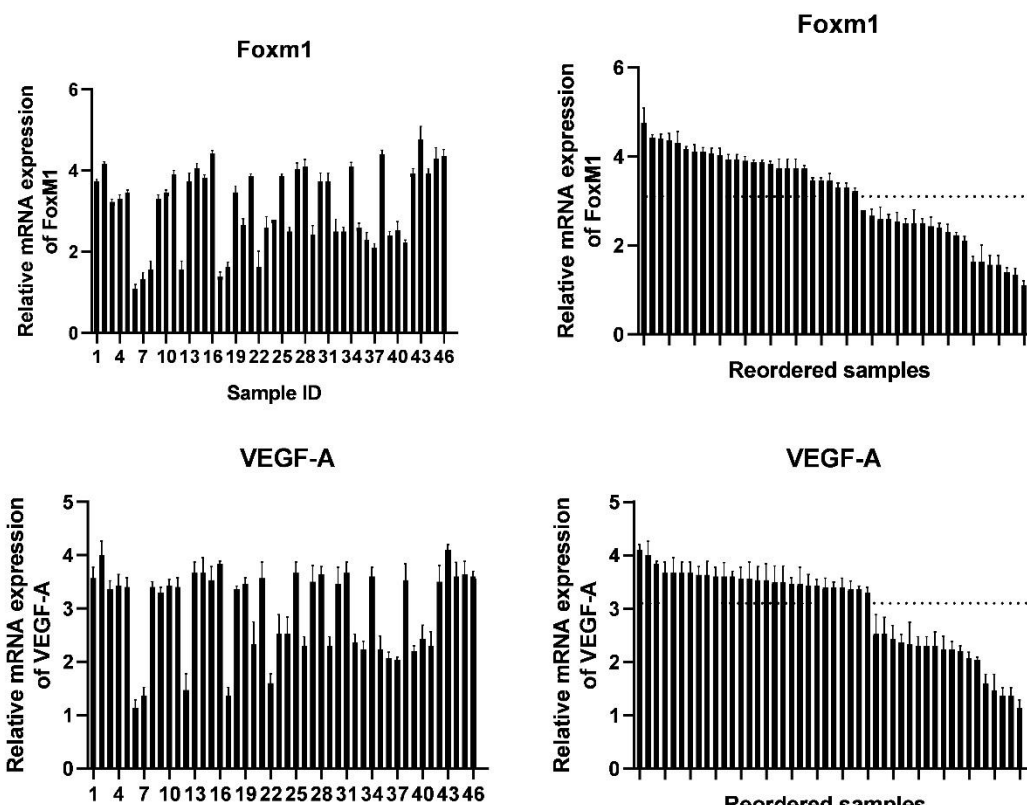 Foxm1
Relative mRNA expression
of FoxM1
6
4
2
0
1 4 7 10 13 16 19 22 25 28 31 34 37 40 43 46
Sample ID
Foxm1
Relative mRNA expression
of FoxM1
6
4
2
0
Reordered samples
VEGF-A
Relative mRNA expression
of VEGF-A
5
4
3
2
1
0
1 4 7 10 13 16 19 22 25 28 31 34 37 40 43 46
VEGF-A
Relative mRNA expression
of VEGF-A
5
4
3
2
1
0
Reordered samples